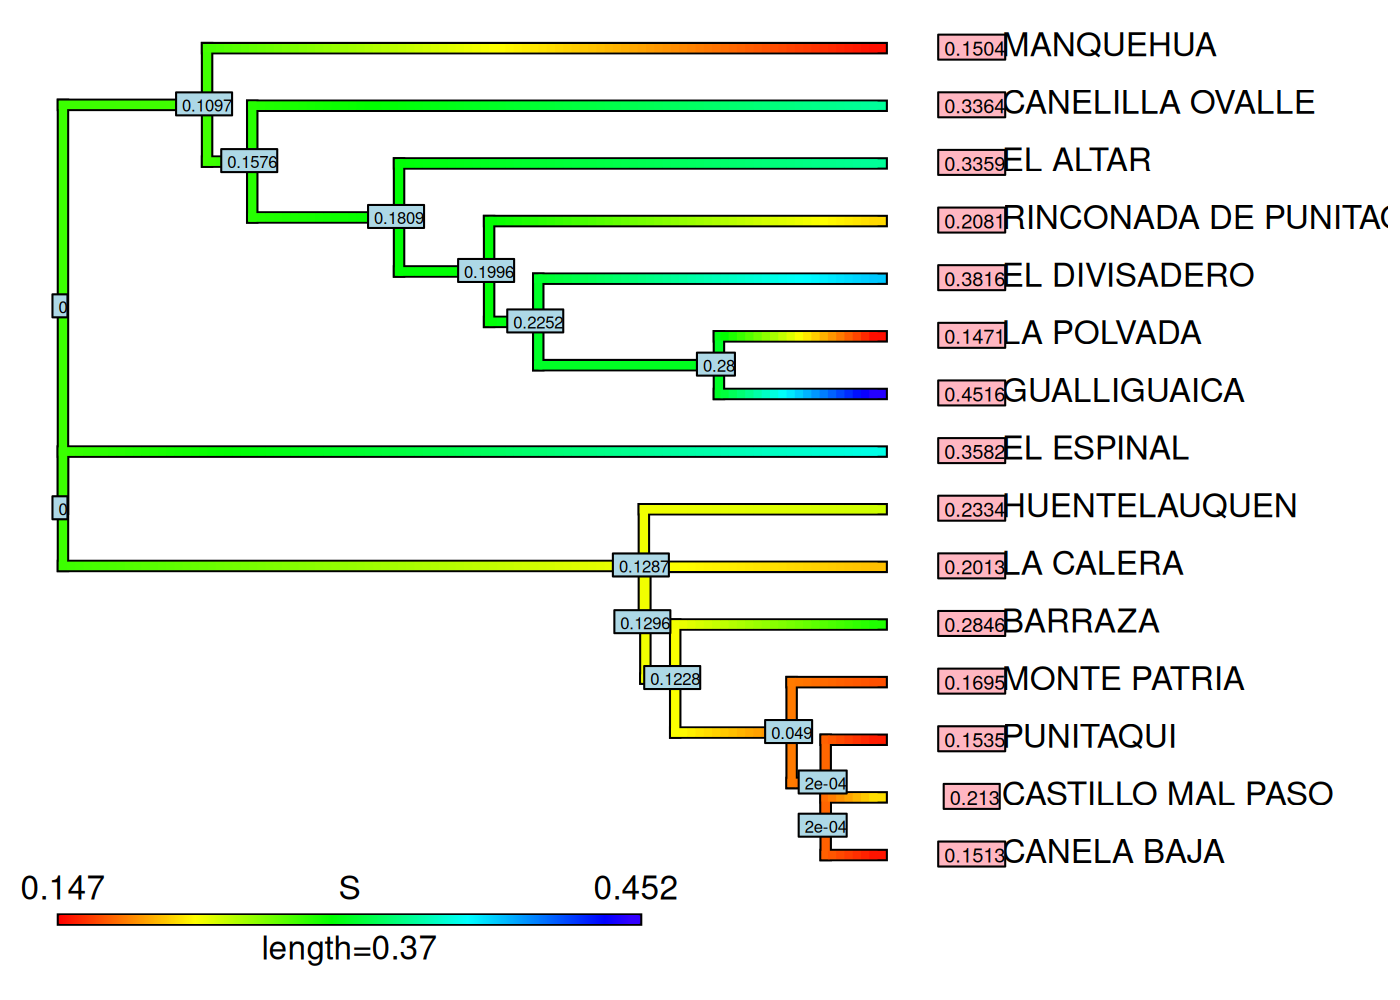 0.1504 MANQUEHUA
0.1097
0.3364 CANELILLA OVALLE
0.1576
0.3359 EL ALTAR
0.1809
0.2081 RINCONADA DE PUNITAQ
0.1996
0.3816 EL DIVISADERO
0
0.2252
0.1471 LA POLVADA
0.28
0.4516 GUALLIGUAICA
0.3582 EL ESPINAL
0
0.2334 HUENTELAUQUEN
0.1287
0.2013 LA CALERA
0.1296
0.2846 BARRAZA
0.1228
0.1695 MONTE PATRIA
0.049
0.1535 PUNITAQUI
2e-04
0.213 CASTILLO MAL PASO
2e-04
0.1513 CANELA BAJA
0.147 S 0.452
length=0.37